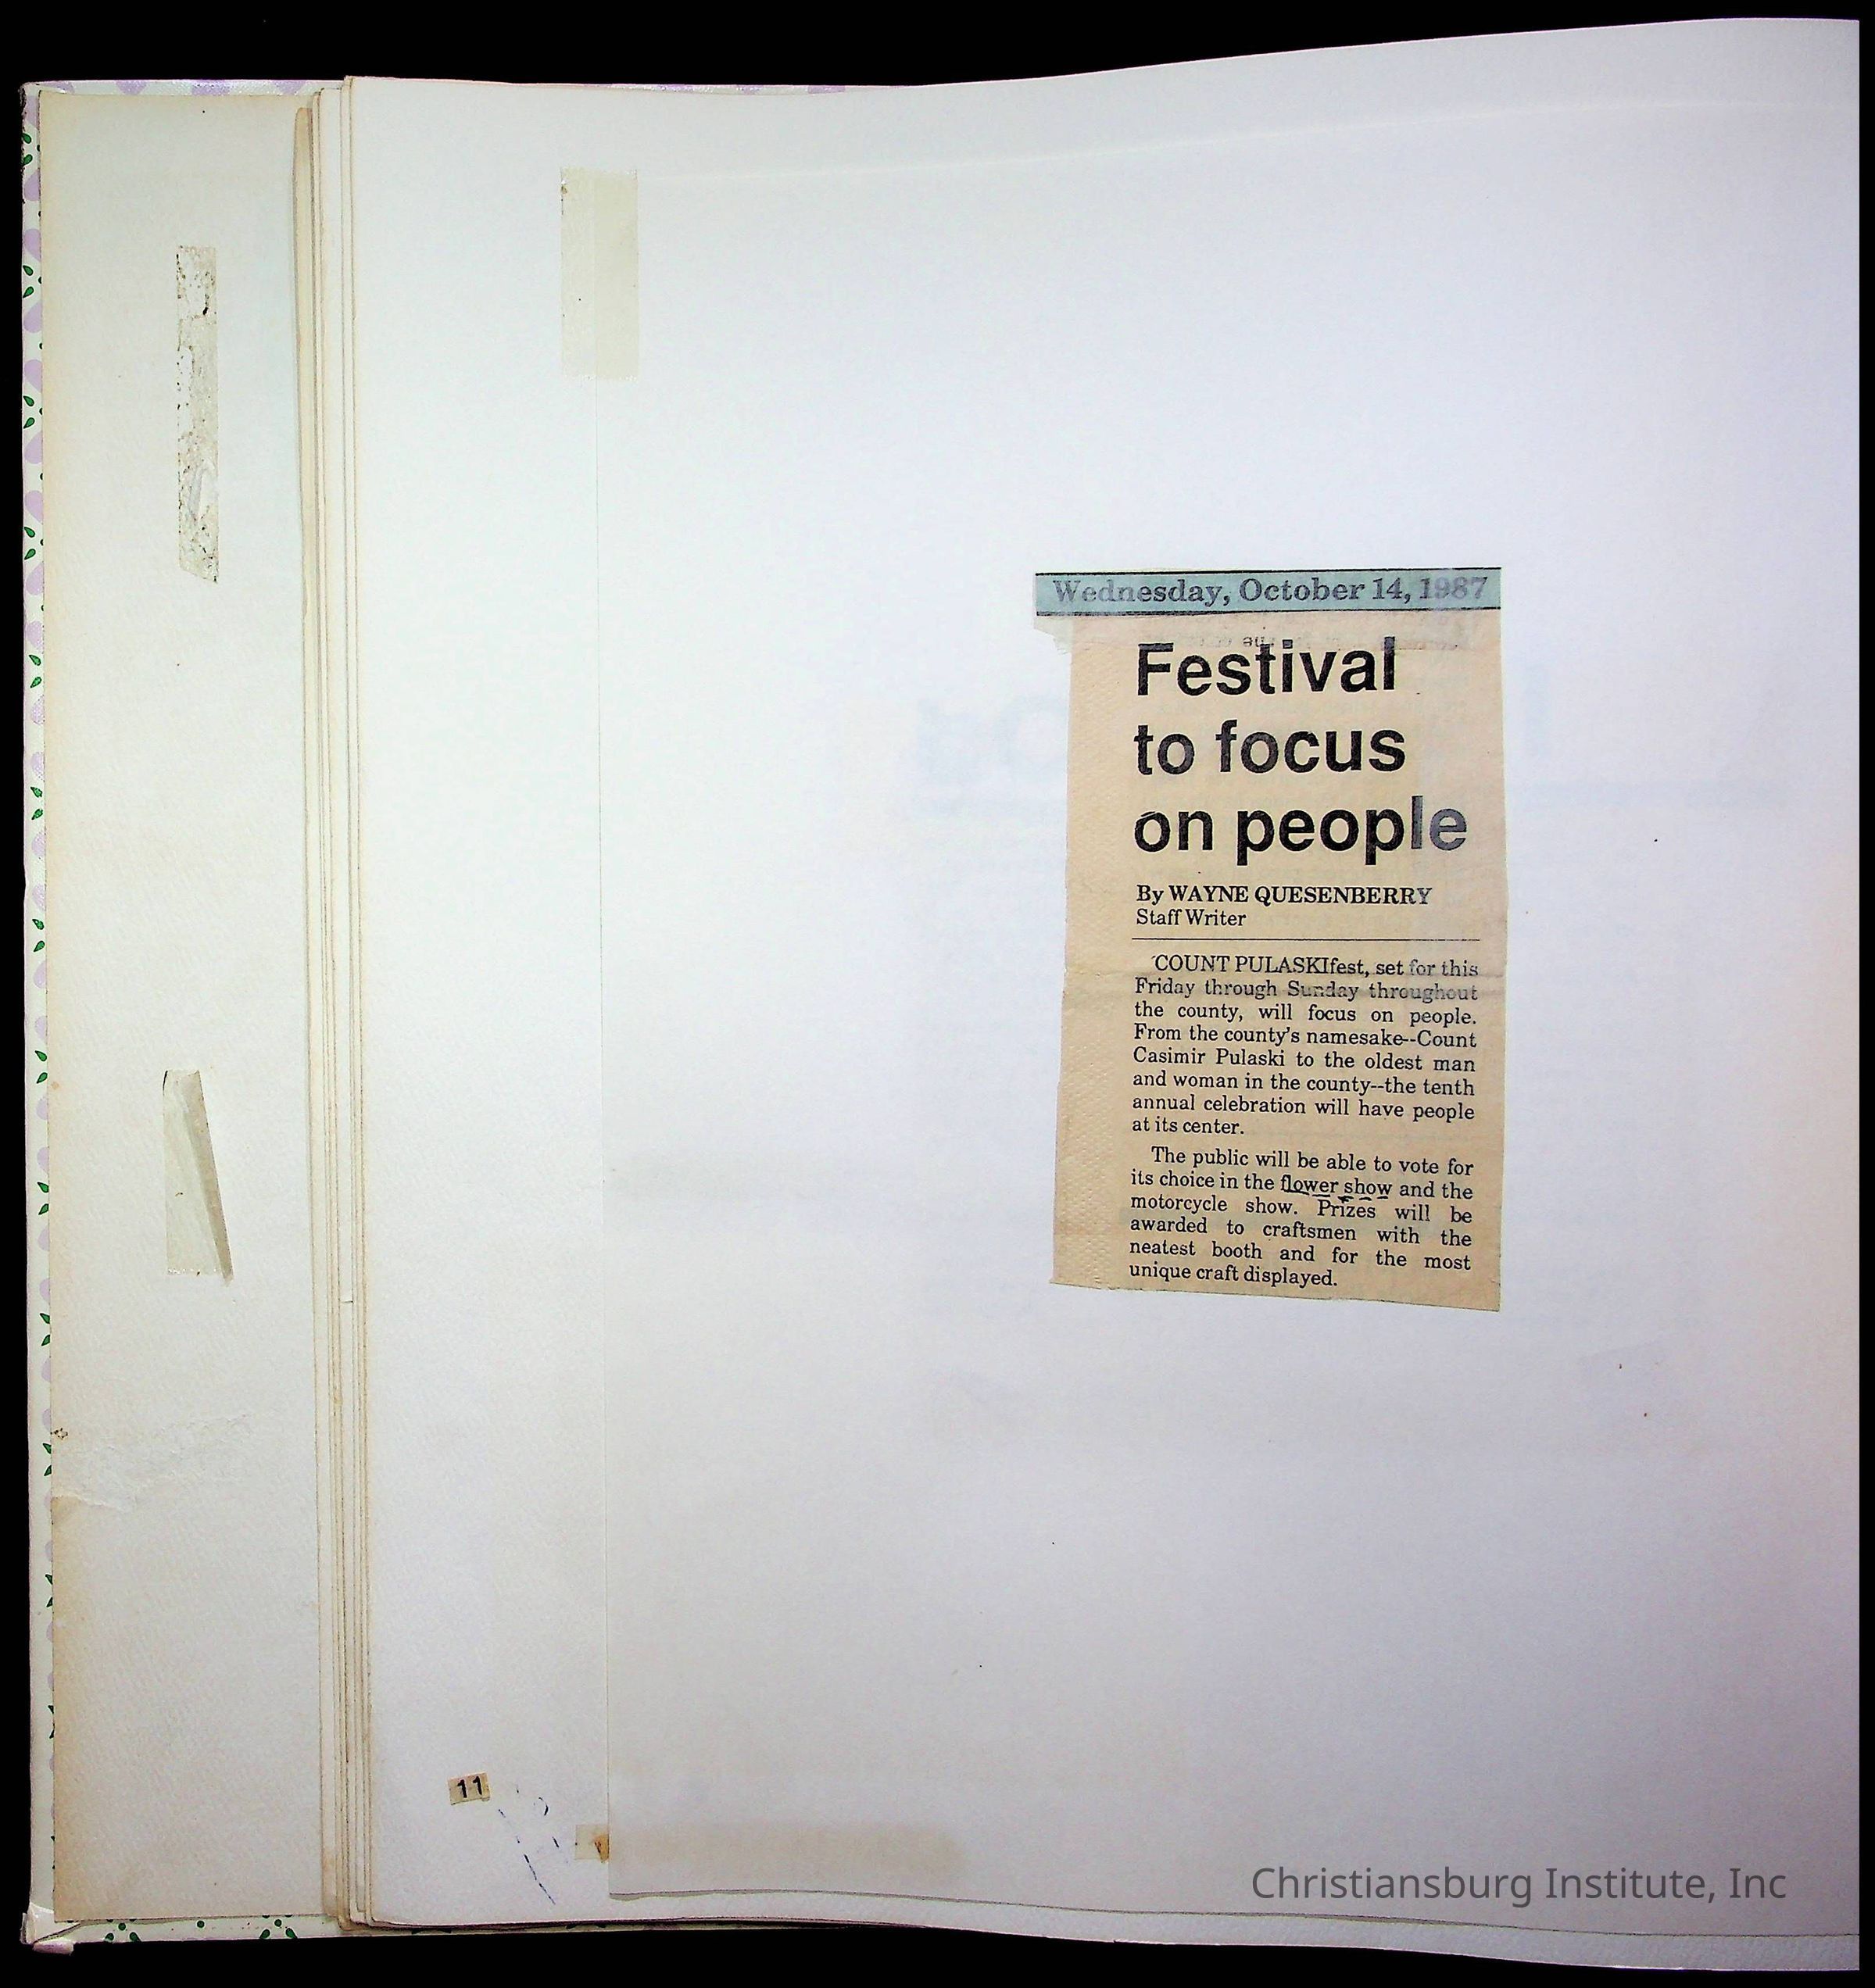 Wednesday, October 14, 1987
Festival
to focus
on people
By WAYNE QUESENBERRY
Staff Writer
COUNT PULASKIfest, set for this
Friday through Sunday throughout
the county, will focus on people.
From the county's namesake--Count
Casimir Pulaski to the oldest man
and woman in the county--the tenth
annual celebration will have people
at its center.
The public will be able to vote for
its choice in the flower show and the
motorcycle show. Prizes will be
awarded to craftsmen with the
neatest booth and for the most
unique craft displayed.
11
Christiansburg Institute, Inc